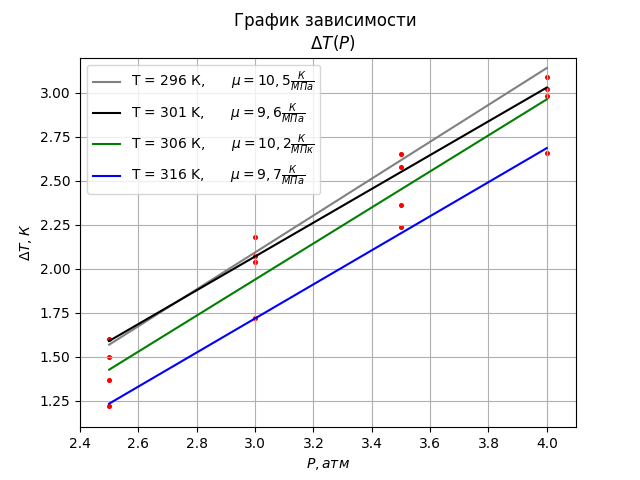 График зависимости
ΔT(P)
T = 296 К, μ = 10,5 К/МПа
T = 301 К, μ = 9,6 К/МПа
T = 306 К, μ = 10,2 К/МПк
T = 316 К, μ = 9,7 К/МПа
3.00
2.75
2.50
2.25
2.00
1.75
1.50
1.25
ΔT, К
2.4 2.6 2.8 3.0 3.2 3.4 3.6 3.8 4.0
P, атм